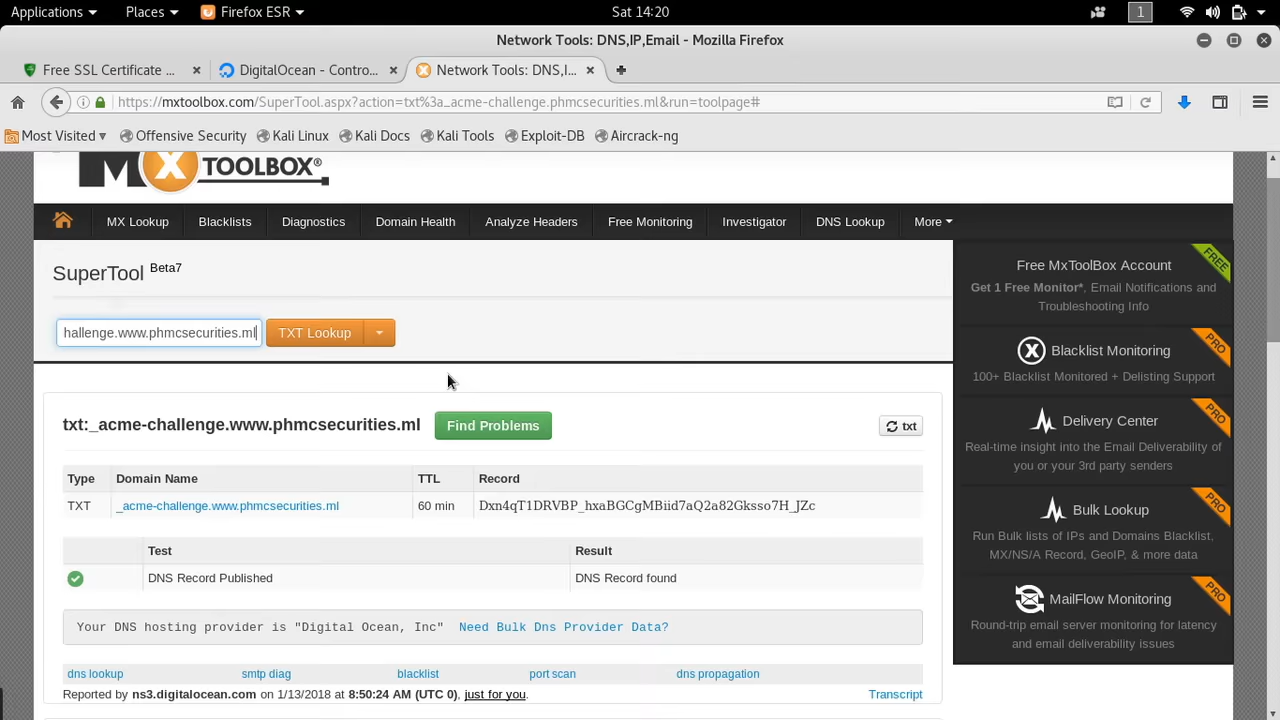 Applications Places Firefox ESR Sat 14:20 1
Network Tools: DNS,IP,Email - Mozilla Firefox
Free SSL Certificate ... DigitalOcean - Contro... Network Tools: DNS,I...
https://mxtoolbox.com/SuperTool.aspx?action=txt%3a_acme-challenge.phmcsecurities.ml&run=toolpage#
Most Visited Offensive Security Kali Linux Kali Docs Kali Tools Exploit-DB Aircrack-ng
MX TOOLBOX®
MX Lookup Blacklists Diagnostics Domain Health Analyze Headers Free Monitoring Investigator DNS Lookup More
SuperTool Beta7
hallenge.www.phmcsecurities.ml TXT Lookup
txt:_acme-challenge.www.phmcsecurities.ml Find Problems txt
Type Domain Name TTL Record
TXT _acme-challenge.www.phmcsecurities.ml 60 min Dxn4qT1DRVBP_hxaBGCgMBiid7aQ2a82Gksso7H_JZc
Test Result
DNS Record Published DNS Record found
Your DNS hosting provider is "Digital Ocean, Inc" Need Bulk Dns Provider Data?
dns lookup smtp diag blacklist port scan dns propagation
Reported by ns3.digitalocean.com on 1/13/2018 at 8:50:24 AM (UTC 0), just for you. Transcript
Free MxToolBox Account
FREE
Get 1 Free Monitor*, Email Notifications and
Troubleshooting Info
Blacklist Monitoring
PRO
100+ Blacklist Monitored + Delisting Support
Delivery Center
PRO
Real-time insight into the Email Deliverability of
you or your 3rd party senders
Bulk Lookup
PRO
Run Bulk lists of IPs and Domains Blacklist,
MX/NS/A Record, GeoIP, & more data
MailFlow Monitoring
PRO
Round-trip email server monitoring for latency
and email deliverability issues